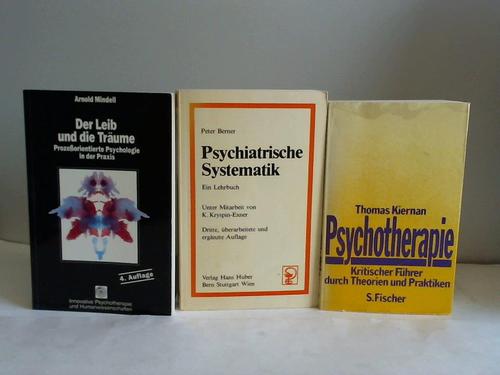 Arnold Mindell
Der Leib
und die Träume
Prozeßorientierte Psychologie
in der Praxis
4. Auflage
Innovative Psychotherapie
und Humanwissenschaften
Peter Berner
Psychiatrische
Systematik
Ein Lehrbuch
Unter Mitarbeit von
K. Kryspin-Exner
Dritte, überarbeitete und
ergänzte Auflage
Verlag Hans Huber
Bern Stuttgart Wien
Thomas Kiernan
Psychotherapie
Kritischer Führer
durch Theorien und Praktiken
S. Fischer